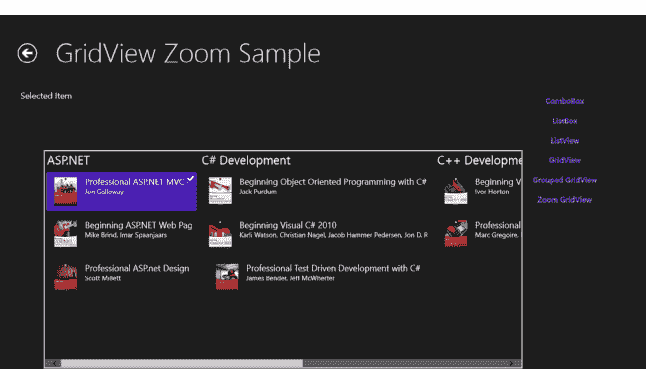 GridView Zoom Sample
Selected Item
ComboBox
ListBox
ListView
GridView
Grouped GridView
Zoom GridView
ASP.NET
Professional ASP.NET MVC
Jon Galloway
Beginning ASP.NET Web Pag
Mike Brind, Imar Spaanjaars
Professional ASP.net Design
Scott Millett
C# Development
Beginning Object Oriented Programming with C#
Jack Purdum
Beginning Visual C# 2010
Karli Watson, Christian Nagel, Jacob Hammer Pedersen, Jon D. R
Professional Test Driven Development with C#
James Bender, Jeff McWherter
C++ Developme
Beginning V
Ivor Horton
Professional
Marc Gregoire,